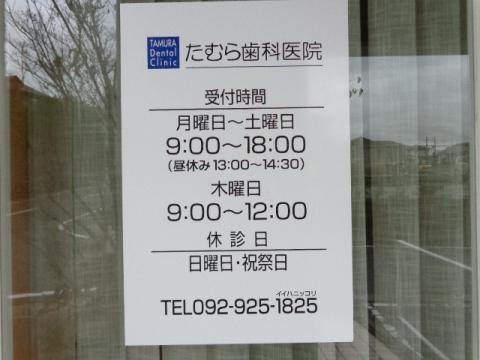 TAMURA
Dental
Clinic
たむら歯科医院
受付時間
月曜日～土曜日
9:00～18:00
(昼休み13:00～14:30)
木曜日
9:00～12:00
休診日
日曜日・祝祭日
イイハニッコリ
TEL092-925-1825